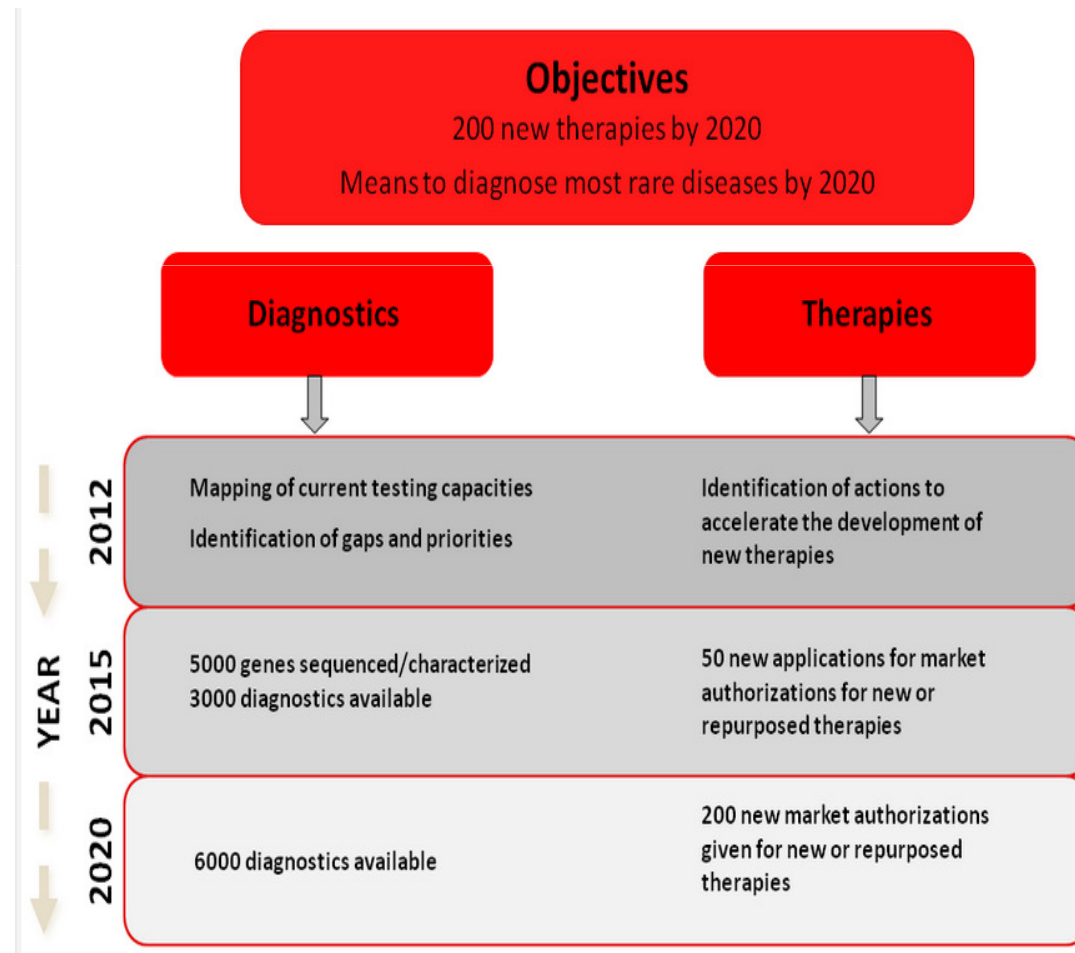 Objectives
200 new therapies by 2020
Means to diagnose most rare diseases by 2020
Diagnostics
Therapies
YEAR
2012
Mapping of current testing capacities
Identification of gaps and priorities
Identification of actions to
accelerate the development of
new therapies
2015
5000 genes sequenced/characterized
3000 diagnostics available
50 new applications for market
authorizations for new or
repurposed therapies
2020
6000 diagnostics available
200 new market authorizations
given for new or repurposed
therapies